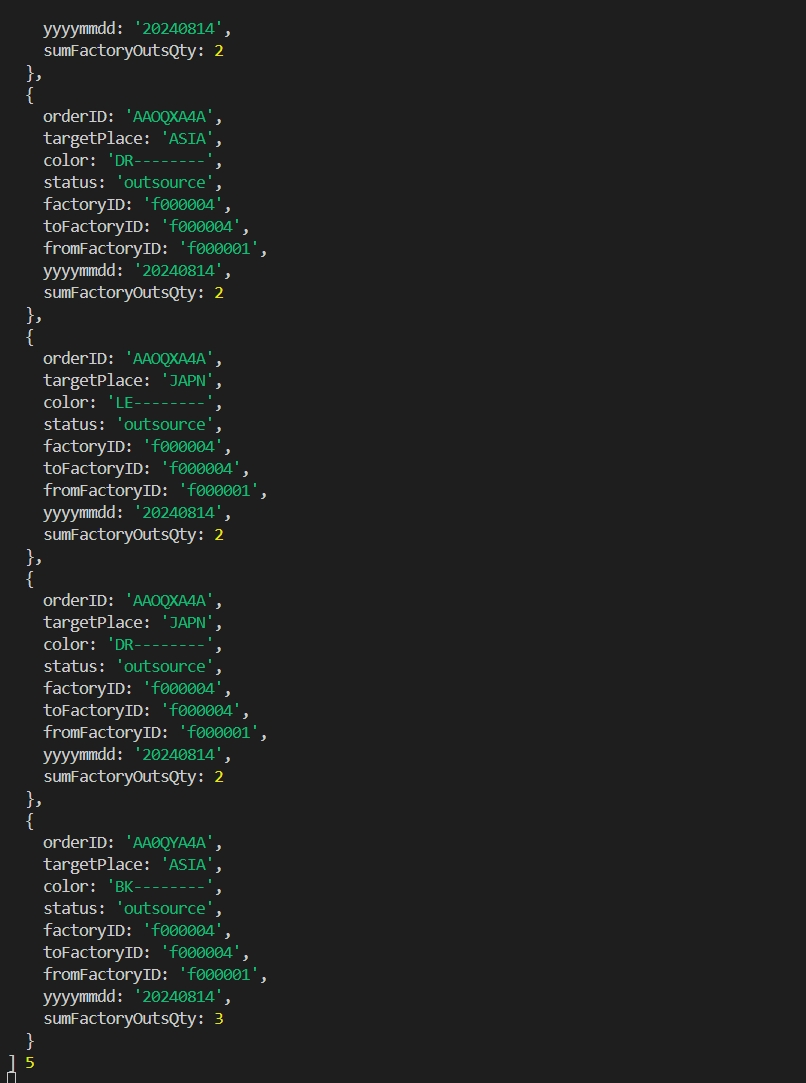 yyyymmdd: '20240814',
sumFactoryOutsQty: 2
},
{
orderID: 'AAOQXA4A',
targetPlace: 'ASIA',
color: 'DR--------',
status: 'outsource',
factoryID: 'f000004',
toFactoryID: 'f000004',
fromFactoryID: 'f000001',
yyyymmdd: '20240814',
sumFactoryOutsQty: 2
},
{
orderID: 'AAOQXA4A',
targetPlace: 'JAPN',
color: 'LE--------',
status: 'outsource',
factoryID: 'f000004',
toFactoryID: 'f000004',
fromFactoryID: 'f000001',
yyyymmdd: '20240814',
sumFactoryOutsQty: 2
},
{
orderID: 'AAOQXA4A',
targetPlace: 'JAPN',
color: 'DR--------',
status: 'outsource',
factoryID: 'f000004',
toFactoryID: 'f000004',
fromFactoryID: 'f000001',
yyyymmdd: '20240814',
sumFactoryOutsQty: 2
},
{
orderID: 'AA0QYA4A',
targetPlace: 'ASIA',
color: 'BK--------',
status: 'outsource',
factoryID: 'f000004',
toFactoryID: 'f000004',
fromFactoryID: 'f000001',
yyyymmdd: '20240814',
sumFactoryOutsQty: 3
}
] 5